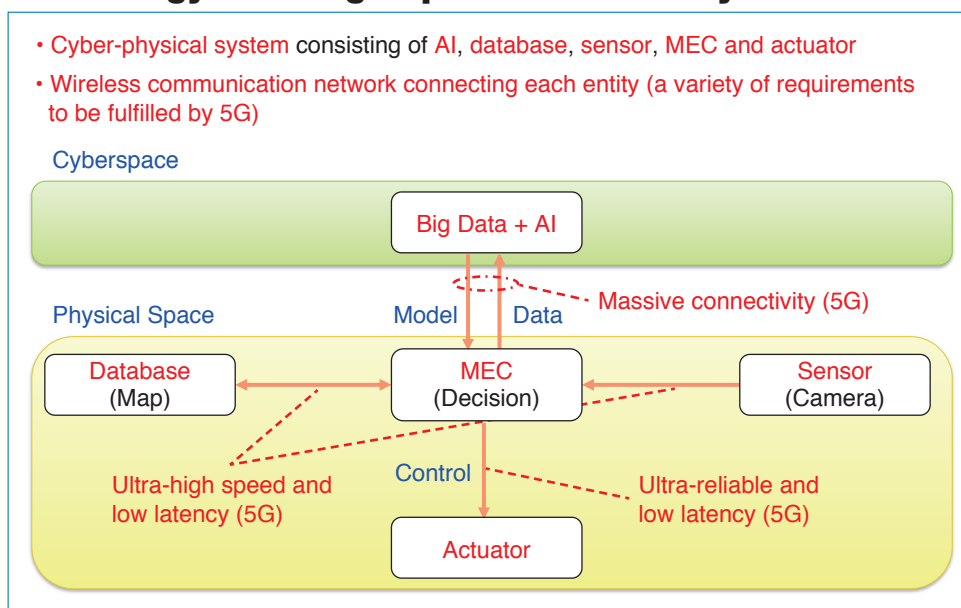 • Cyber-physical system consisting of AI, database, sensor, MEC and actuator
• Wireless communication network connecting each entity (a variety of requirements
to be fulfilled by 5G)
Cyberspace
Big Data + AI
Massive connectivity (5G)
Physical Space
Model
Data
Database
(Map)
MEC
(Decision)
Sensor
(Camera)
Ultra-high speed and
low latency (5G)
Control
Ultra-reliable and
low latency (5G)
Actuator